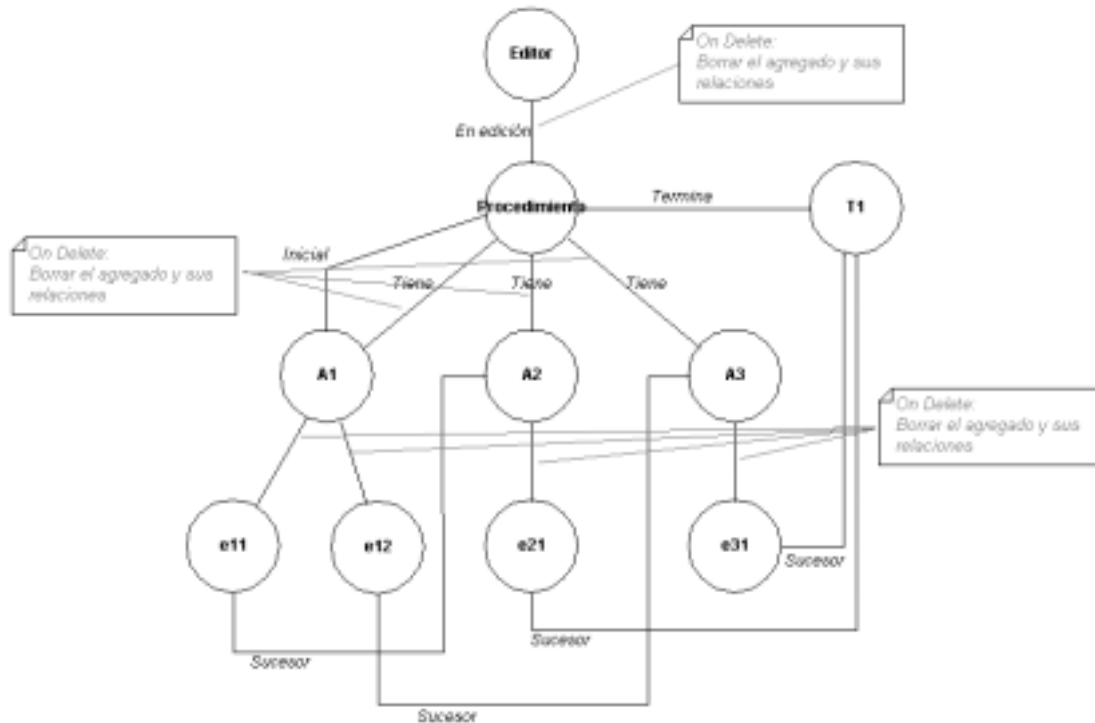 Editor
On Delete:
Borrar el agregado y sus
relaciones
En edición
Procedimiento
Termina
T1
On Delete:
Borrar el agregado y sus
relaciones
Inicial
Tiene
Tiene
Tiene
A1
A2
A3
On Delete:
Borrar el agregado y sus
relaciones
e11
e12
e21
e31
Sucesor
Sucesor
Sucesor
Sucesor